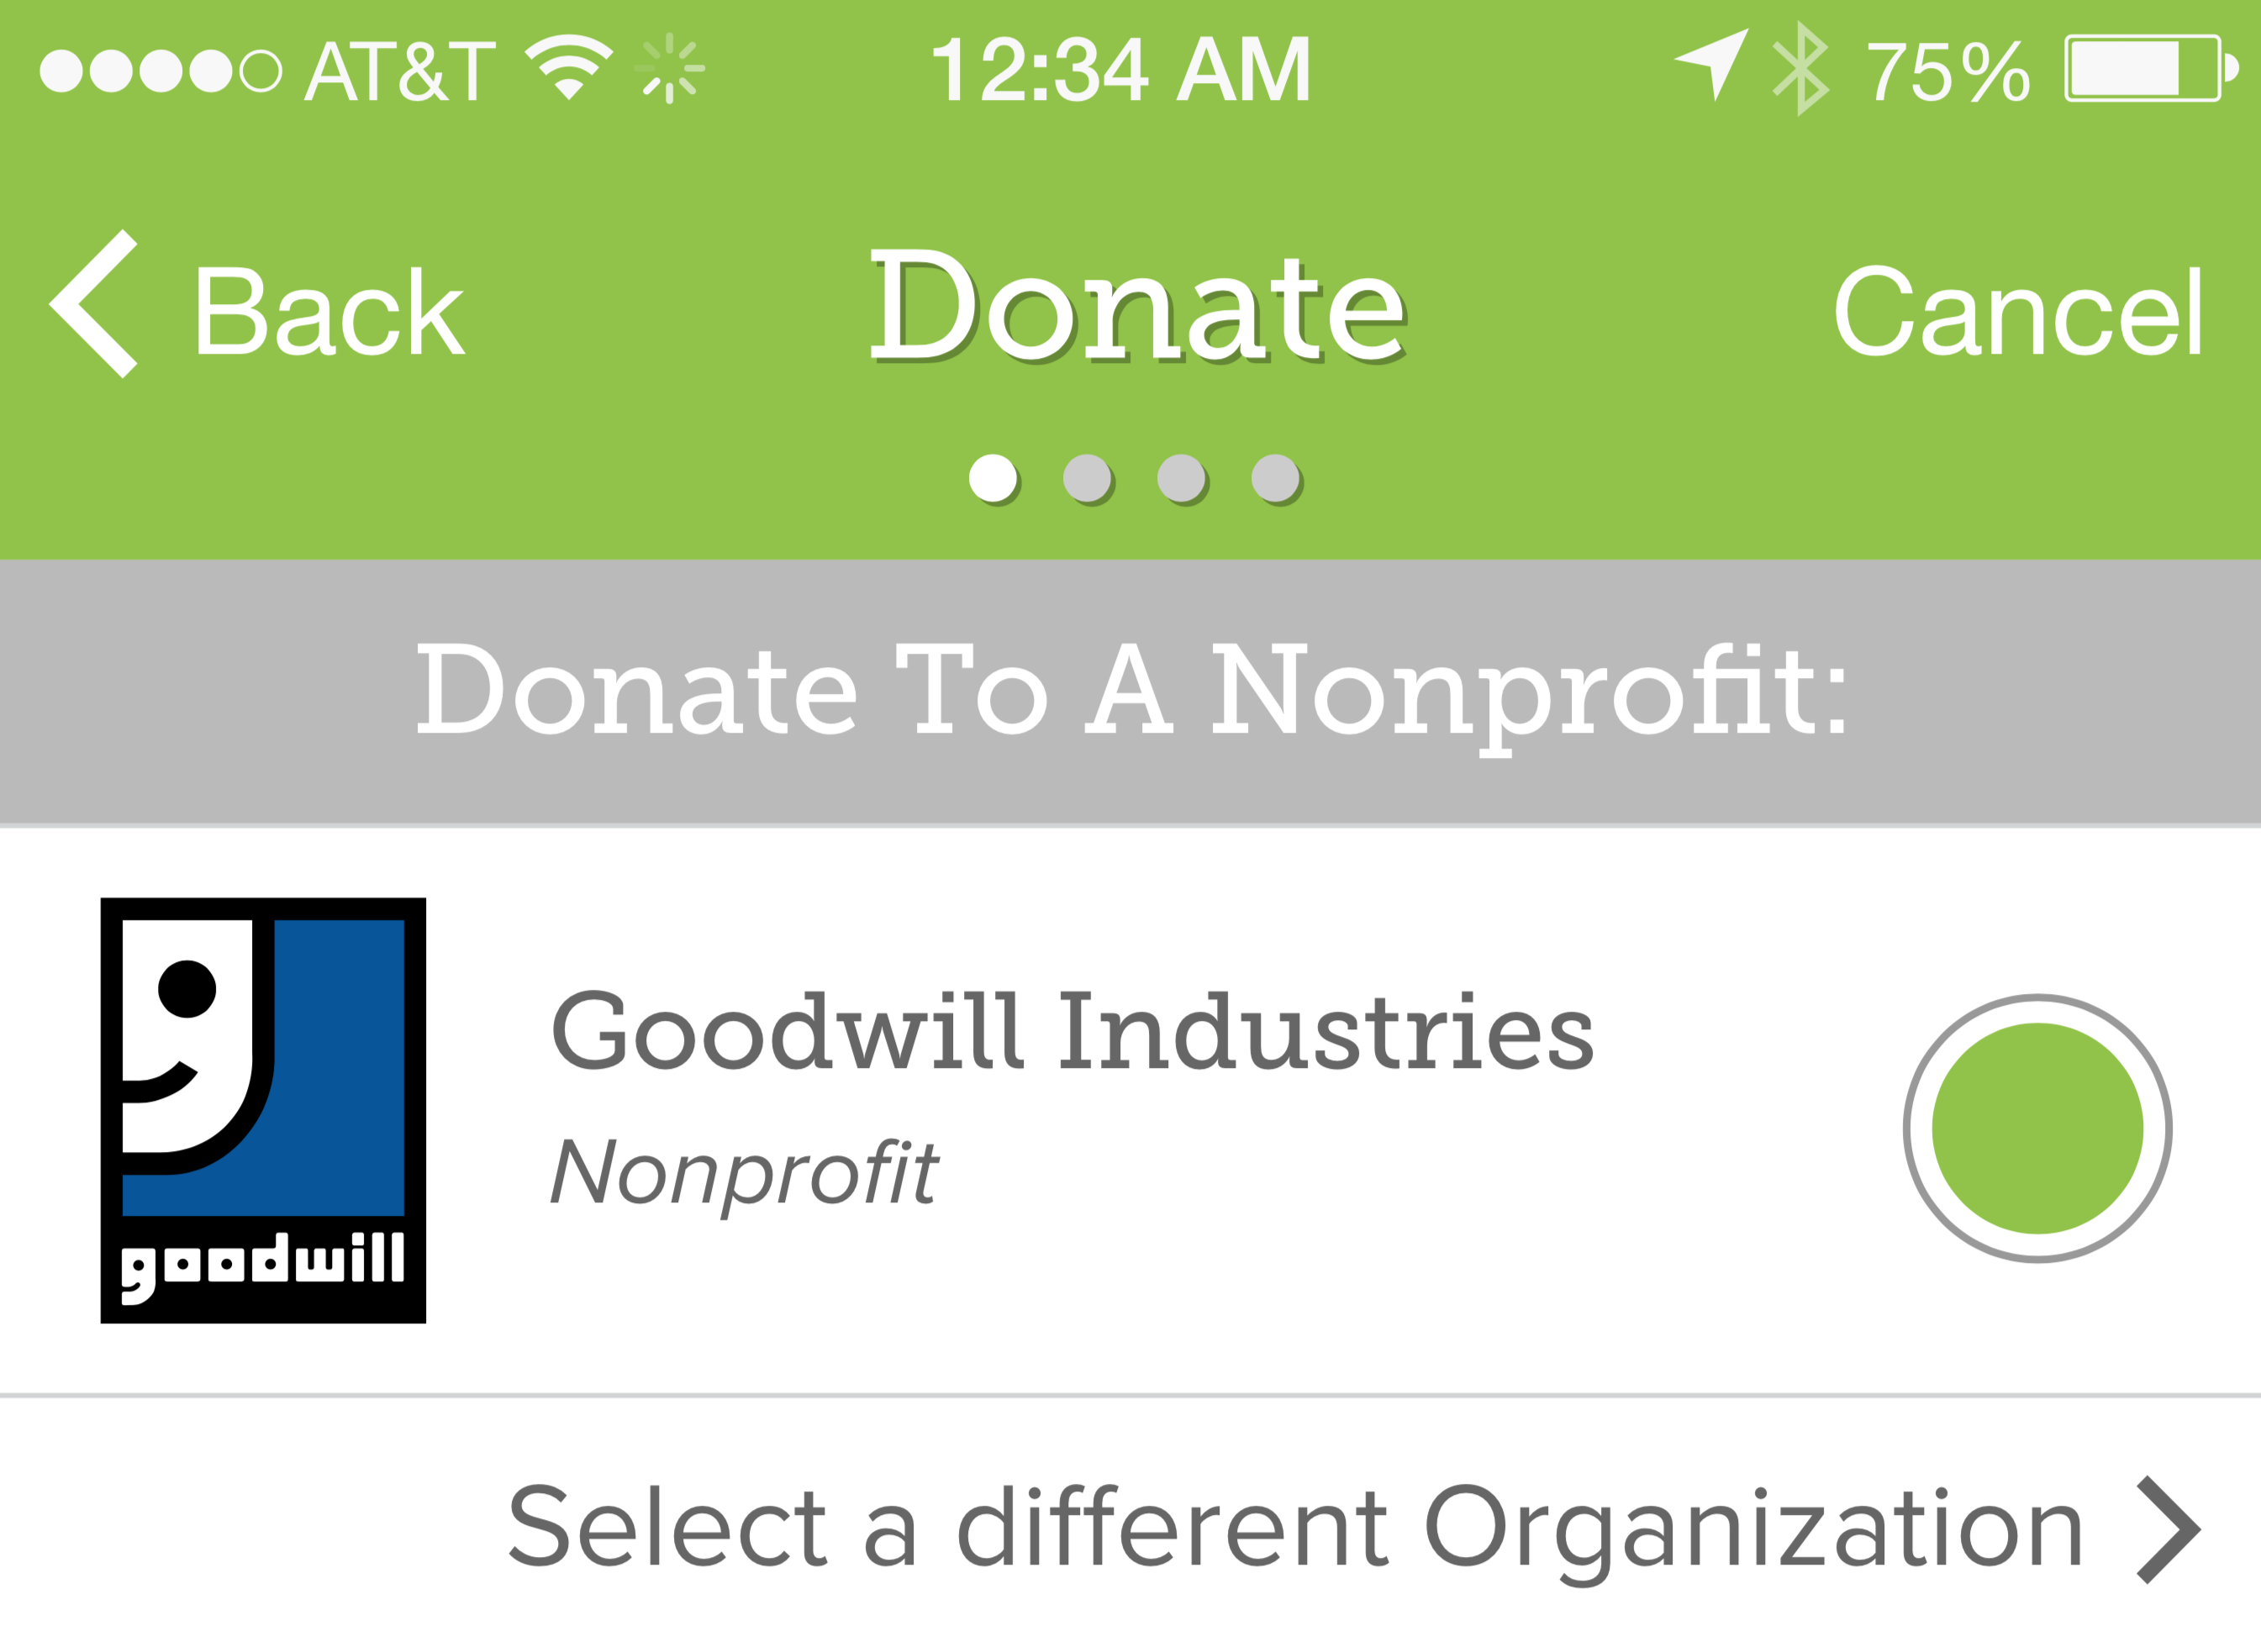 AT&T 12:34 AM 75%
Back Donate Cancel
Donate To A Nonprofit:
goodwill
Goodwill Industries
Nonprofit
Select a different Organization